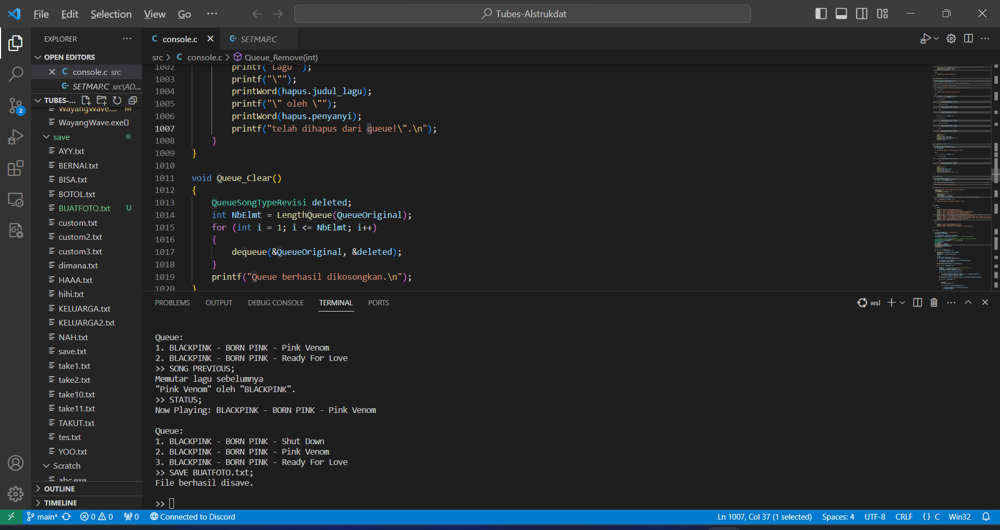 File Edit Selection View Go ···
Tubes-Alstrukdat
EXPLORER ···
OPEN EDITORS
C console.c src
SETMAP.C src\AD...
TUBES-...
WayangWave.... M
WayangWave.exe
save
AYY.txt
BERNAI.txt
BISA.txt
BOTOL.txt
BUATFOTO.txt U
custom.txt
custom2.txt
custom3.txt
dimana.txt
HAAA.txt
hihi.txt
KELUARGA.txt
KELUARGA2.txt
NAH.txt
save.txt
take1.txt
take2.txt
take10.txt
take11.txt
TAKUT.txt
tes.txt
YOO.txt
Scratch
abc.exe
OUTLINE
TIMELINE
2
C console.c
SETMAP.C
src > C console.c > Queue_Remove(int)
1002 printf("Lagu ");
1003 printf("\"");
1004 printWord(hapus.judul_lagu);
1005 printf("\" oleh \"");
1006 printWord(hapus.penyanyi);
1007 printf("telah dihapus dari queue!\".\n");
1008 }
1009 }
1010
1011 void Queue_Clear()
1012 {
1013 QueueSongTypeRevisi deleted;
1014 int NbElmt = LengthQueue(QueueOriginal);
1015 for (int i = 1; i <= NbElmt; i++)
1016 {
1017 dequeue(&QueueOriginal, &deleted);
1018 }
1019 printf("Queue berhasil dikosongkan.\n");
1020 }
PROBLEMS OUTPUT DEBUG CONSOLE TERMINAL PORTS
wsl
Queue:
1. BLACKPINK - BORN PINK - Pink Venom
2. BLACKPINK - BORN PINK - Ready For Love
>> SONG PREVIOUS;
Memutar lagu sebelumnya
"Pink Venom" oleh "BLACKPINK".
>> STATUS;
Now Playing: BLACKPINK - BORN PINK - Pink Venom
Queue:
1. BLACKPINK - BORN PINK - Shut Down
2. BLACKPINK - BORN PINK - Pink Venom
3. BLACKPINK - BORN PINK - Ready For Love
>> SAVE BUATFOTO.txt;
File berhasil disave.
>>
main* 0 0 0 Connected to Discord
Ln 1007, Col 37 (1 selected) Spaces: 4 UTF-8 CRLF {} C Win32